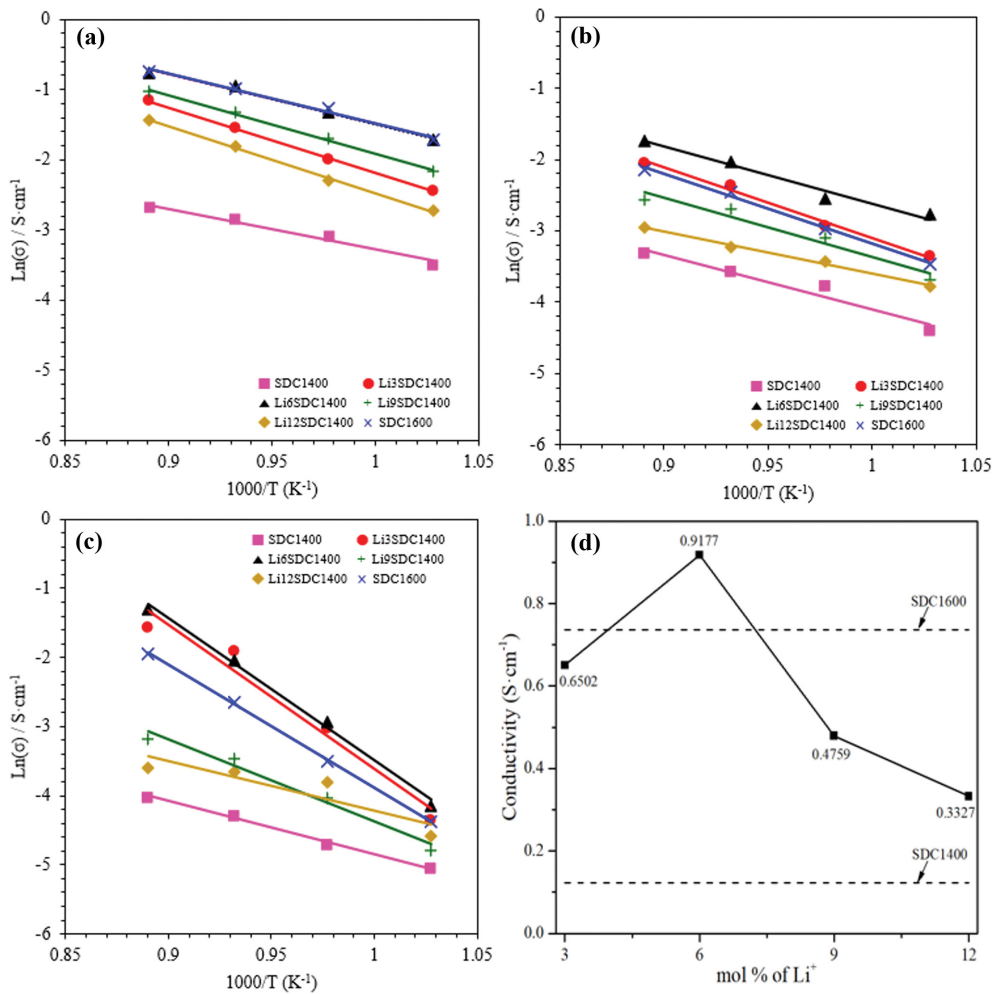 (a)
0
-1
-2
-3
-4
-5
-6
Ln(σ) / S·cm⁻¹
SDC1400 Li3SDC1400
Li6SDC1400 Li9SDC1400
Li12SDC1400 SDC1600
0.85 0.9 0.95 1 1.05
1000/T (K⁻¹)
(b)
0
-1
-2
-3
-4
-5
-6
Ln(σ) / S·cm⁻¹
SDC1400 Li3SDC1400
Li6SDC1400 Li9SDC1400
Li12SDC1400 SDC1600
0.85 0.9 0.95 1 1.05
1000/T (K⁻¹)
(c)
0
-1
-2
-3
-4
-5
-6
Ln(σ) / S·cm⁻¹
SDC1400 Li3SDC1400
Li6SDC1400 Li9SDC1400
Li12SDC1400 SDC1600
0.85 0.9 0.95 1 1.05
1000/T (K⁻¹)
(d)
1.0
0.8
0.6
0.4
0.2
0.0
Conductivity (S·cm⁻¹)
0.9177
SDC1600
0.6502
0.4759
0.3327
SDC1400
3 6 9 12
mol % of Li⁺